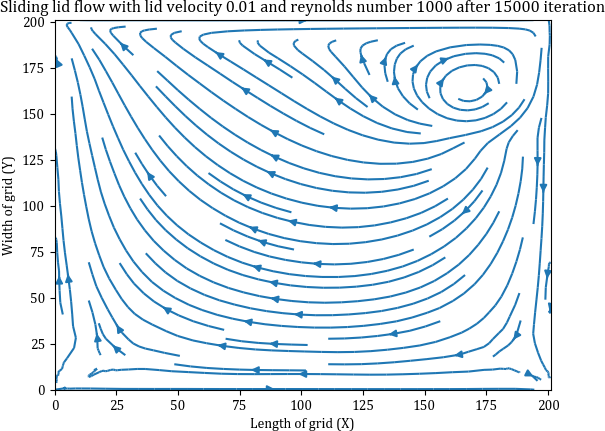 Sliding lid flow with lid velocity 0.01 and reynolds number 1000 after 15000 iteration
200
175
150
125
100
75
50
25
0
Width of grid (Y)
0 25 50 75 100 125 150 175 200
Length of grid (X)